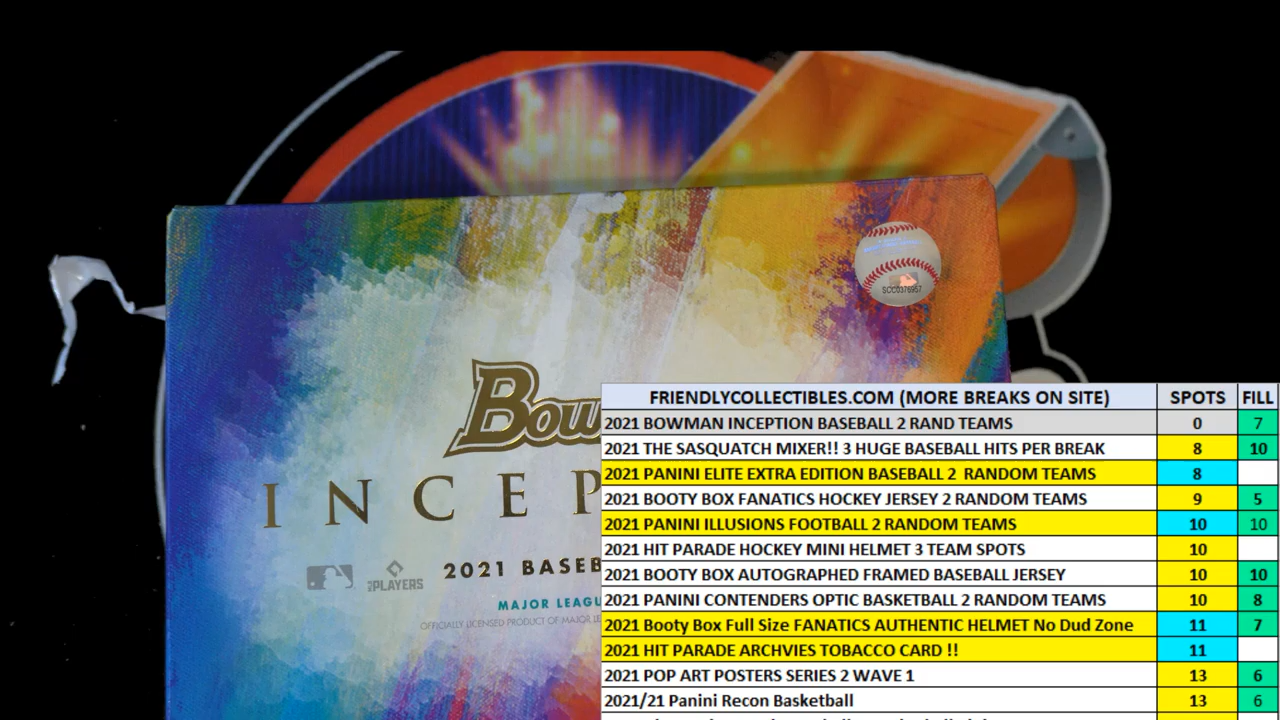 SCC0376957
Bow
INCEP
2021 BASEB
PLAYERS
MAJOR LEAGU
OFFICIALLY LICENSED PRODUCT OF MAJOR LE
FRIENDLYCOLLECTIBLES.COM (MORE BREAKS ON SITE) SPOTS FILL
2021 BOWMAN INCEPTION BASEBALL 2 RAND TEAMS 0 7
2021 THE SASQUATCH MIXER!! 3 HUGE BASEBALL HITS PER BREAK 8 10
2021 PANINI ELITE EXTRA EDITION BASEBALL 2 RANDOM TEAMS 8
2021 BOOTY BOX FANATICS HOCKEY JERSEY 2 RANDOM TEAMS 9 5
2021 PANINI ILLUSIONS FOOTBALL 2 RANDOM TEAMS 10 10
2021 HIT PARADE HOCKEY MINI HELMET 3 TEAM SPOTS 10
2021 BOOTY BOX AUTOGRAPHED FRAMED BASEBALL JERSEY 10 10
2021 PANINI CONTENDERS OPTIC BASKETBALL 2 RANDOM TEAMS 10 8
2021 Booty Box Full Size FANATICS AUTHENTIC HELMET No Dud Zone 11 7
2021 HIT PARADE ARCHVIES TOBACCO CARD !! 11
2021 POP ART POSTERS SERIES 2 WAVE 1 13 6
2021/21 Panini Recon Basketball 13 6